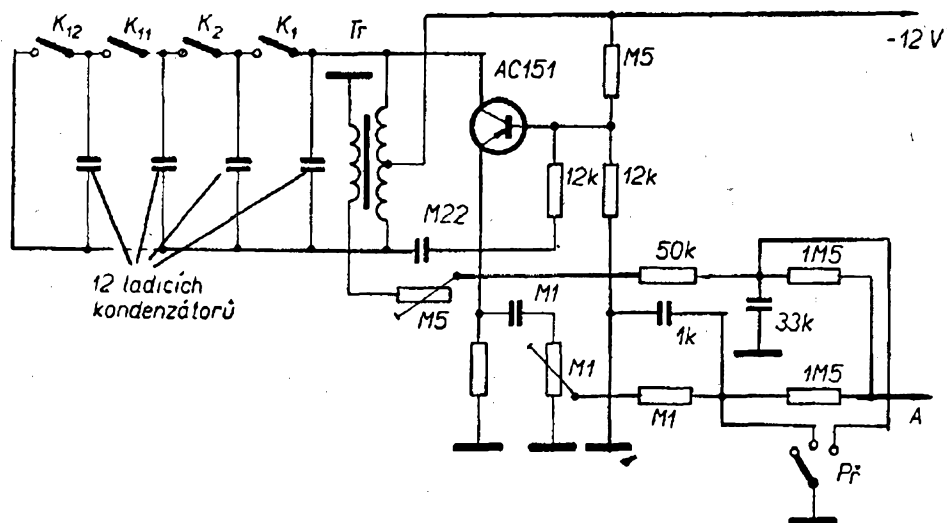 K12
K11
K2
K1
Tr
-12 V
AC151
M5
12k
12k
M22
50k
1M5
12 ladicích
kondenzátorů
M5
M1
1k
33k
M1
1M5
M1
A
Př